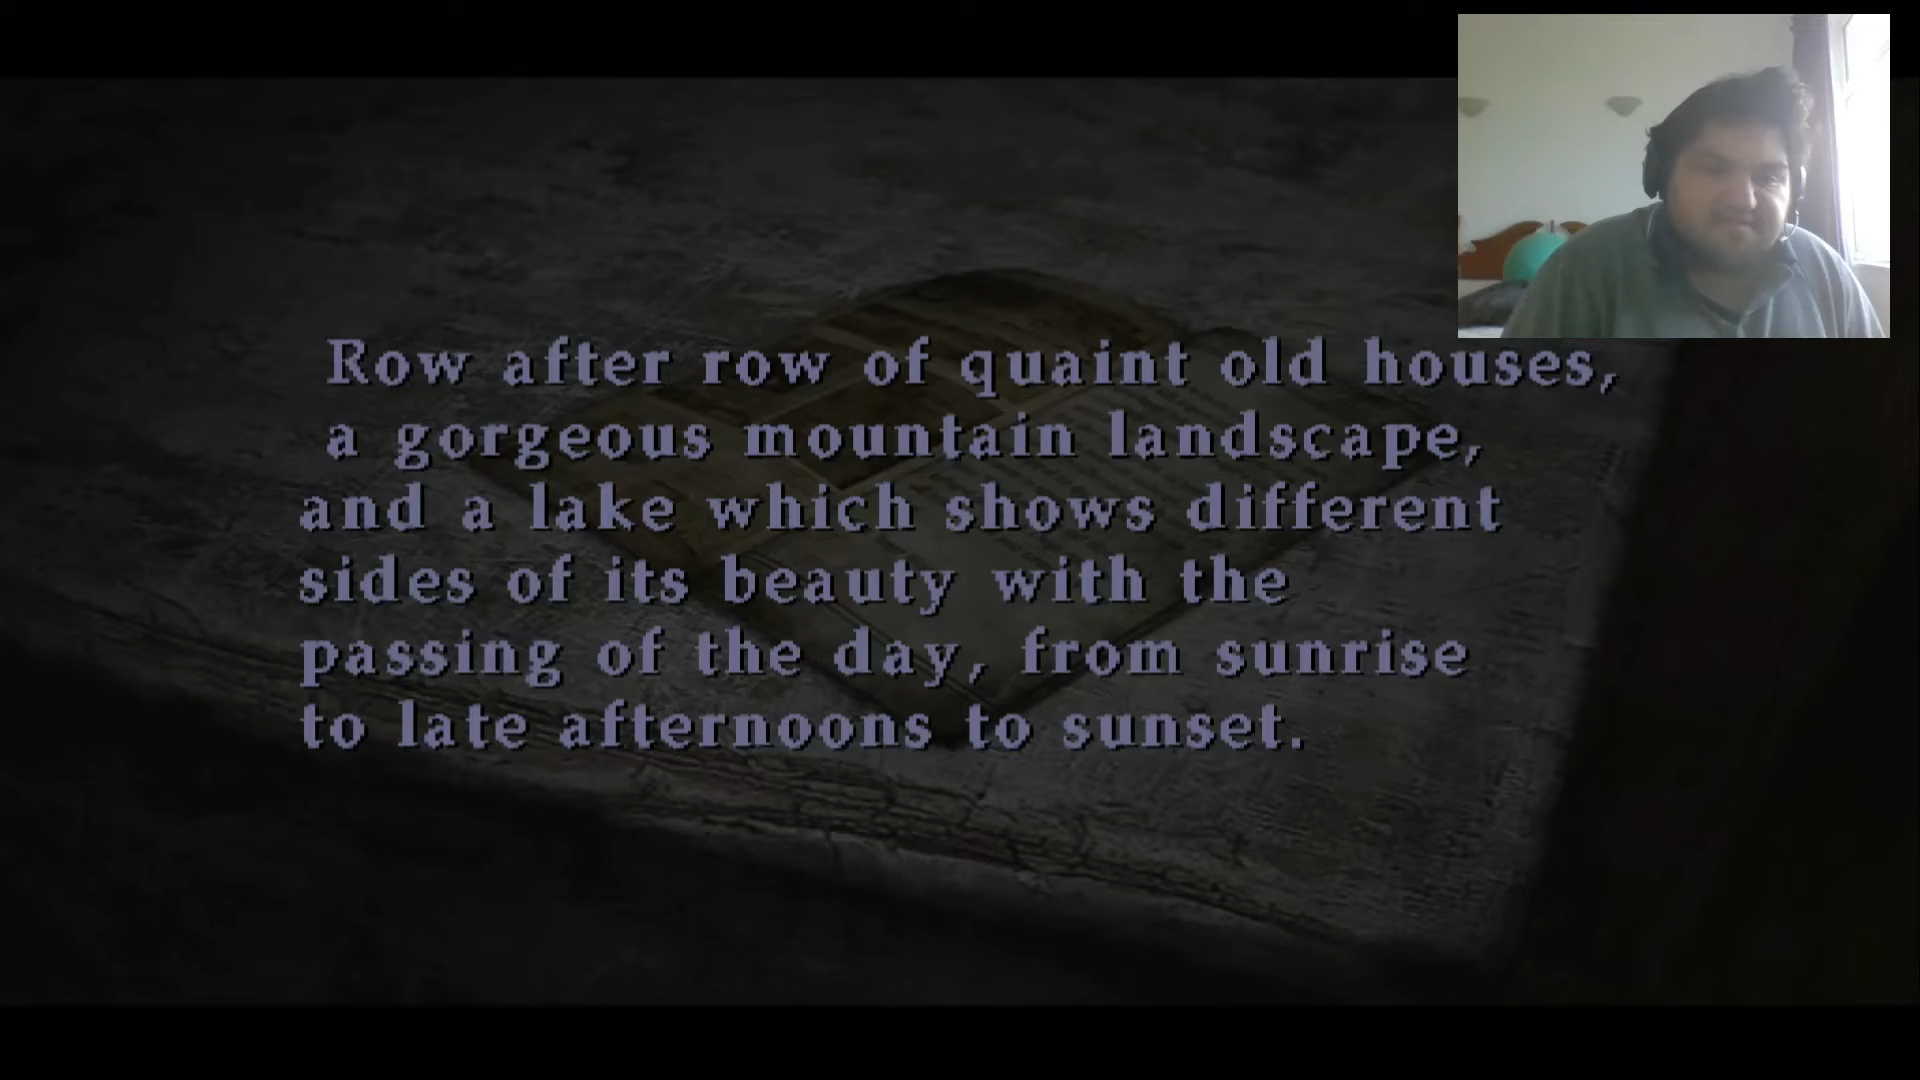 Row after row of quaint old houses,
a gorgeous mountain landscape,
and a lake which shows different
sides of its beauty with the
passing of the day, from sunrise
to late afternoons to sunset.